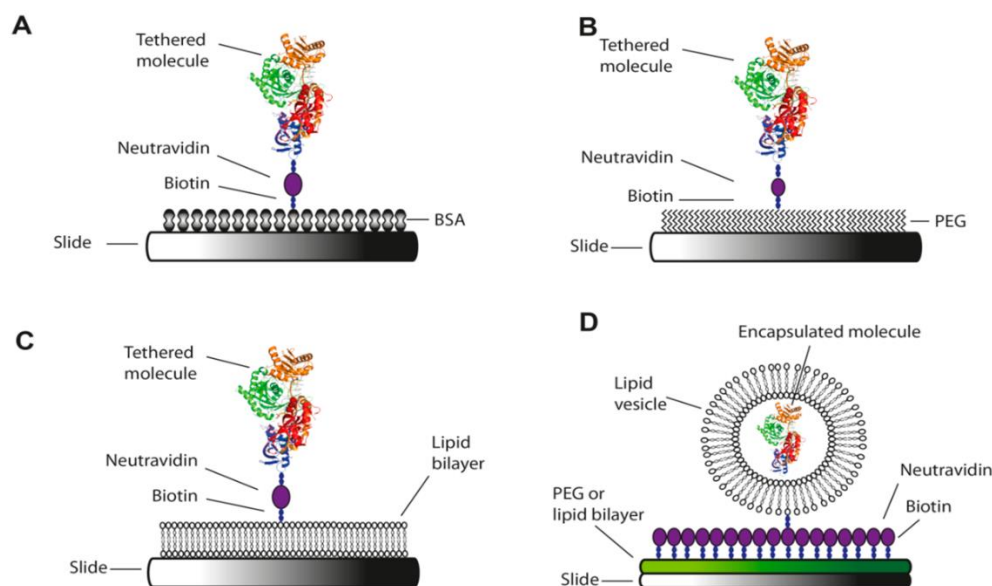 A
Tethered
molecule
Neutravidin
Biotin
BSA
Slide
B
Tethered
molecule
Neutravidin
Biotin
PEG
Slide
C
Tethered
molecule
Lipid
bilayer
Neutravidin
Biotin
Slide
D
Encapsulated molecule
Lipid
vesicle
Neutravidin
PEG or
lipid bilayer
Biotin
Slide